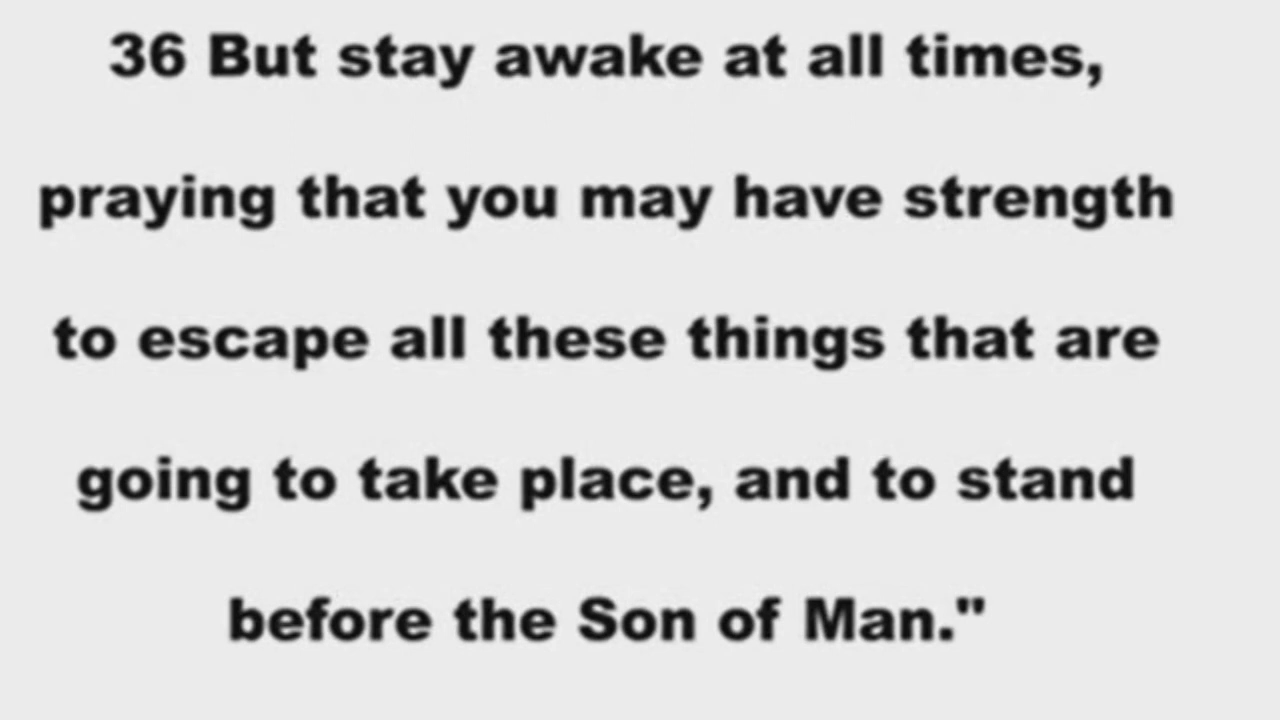 36 But stay awake at all times,
praying that you may have strength
to escape all these things that are
going to take place, and to stand
before the Son of Man."